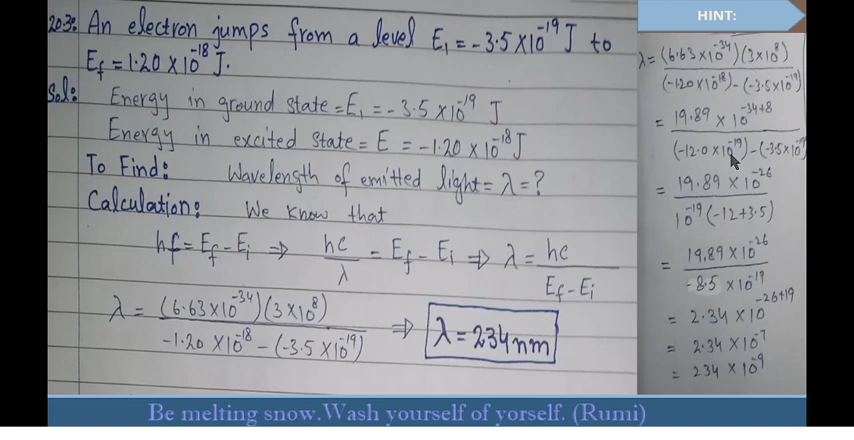 20.3: An electron jumps from a level E₁ = -3.5×10⁻¹⁹ J to
E_f = 1.20 × 10⁻¹⁸ J.
Sol: Energy in ground state = E₁ = -3.5 × 10⁻¹⁹ J
Energy in excited state = E = -1.20 × 10⁻¹⁸ J
To Find: Wavelength of emitted light = λ = ?
Calculation: We know that
hf = E_f - E_i ⇒ hc/λ = E_f - E_i ⇒ λ = hc/(E_f - E_i)
λ = (6.63 × 10⁻³⁴)(3 × 10⁸)/(-1.20 × 10⁻¹⁸ - (-3.5 × 10⁻¹⁹)) ⇒ λ = 234 nm
HINT:
λ = (6.63 × 10⁻³⁴)(3 × 10⁸)/((-1.20 × 10⁻¹⁸) - (-3.5 × 10⁻¹⁹))
= 19.89 × 10⁻³⁴⁺⁸/((-12.0 × 10⁻¹⁹) - (-3.5 × 10⁻¹⁹))
= 19.89 × 10⁻²⁶/(10⁻¹⁹(-12+3.5))
= 19.89 × 10⁻²⁶/(-8.5 × 10⁻¹⁹)
= 2.34 × 10⁻²⁶⁺¹⁹
= 2.34 × 10⁻⁷
= 234 × 10⁻⁹
Be melting snow.Wash yourself of yorself. (Rumi)